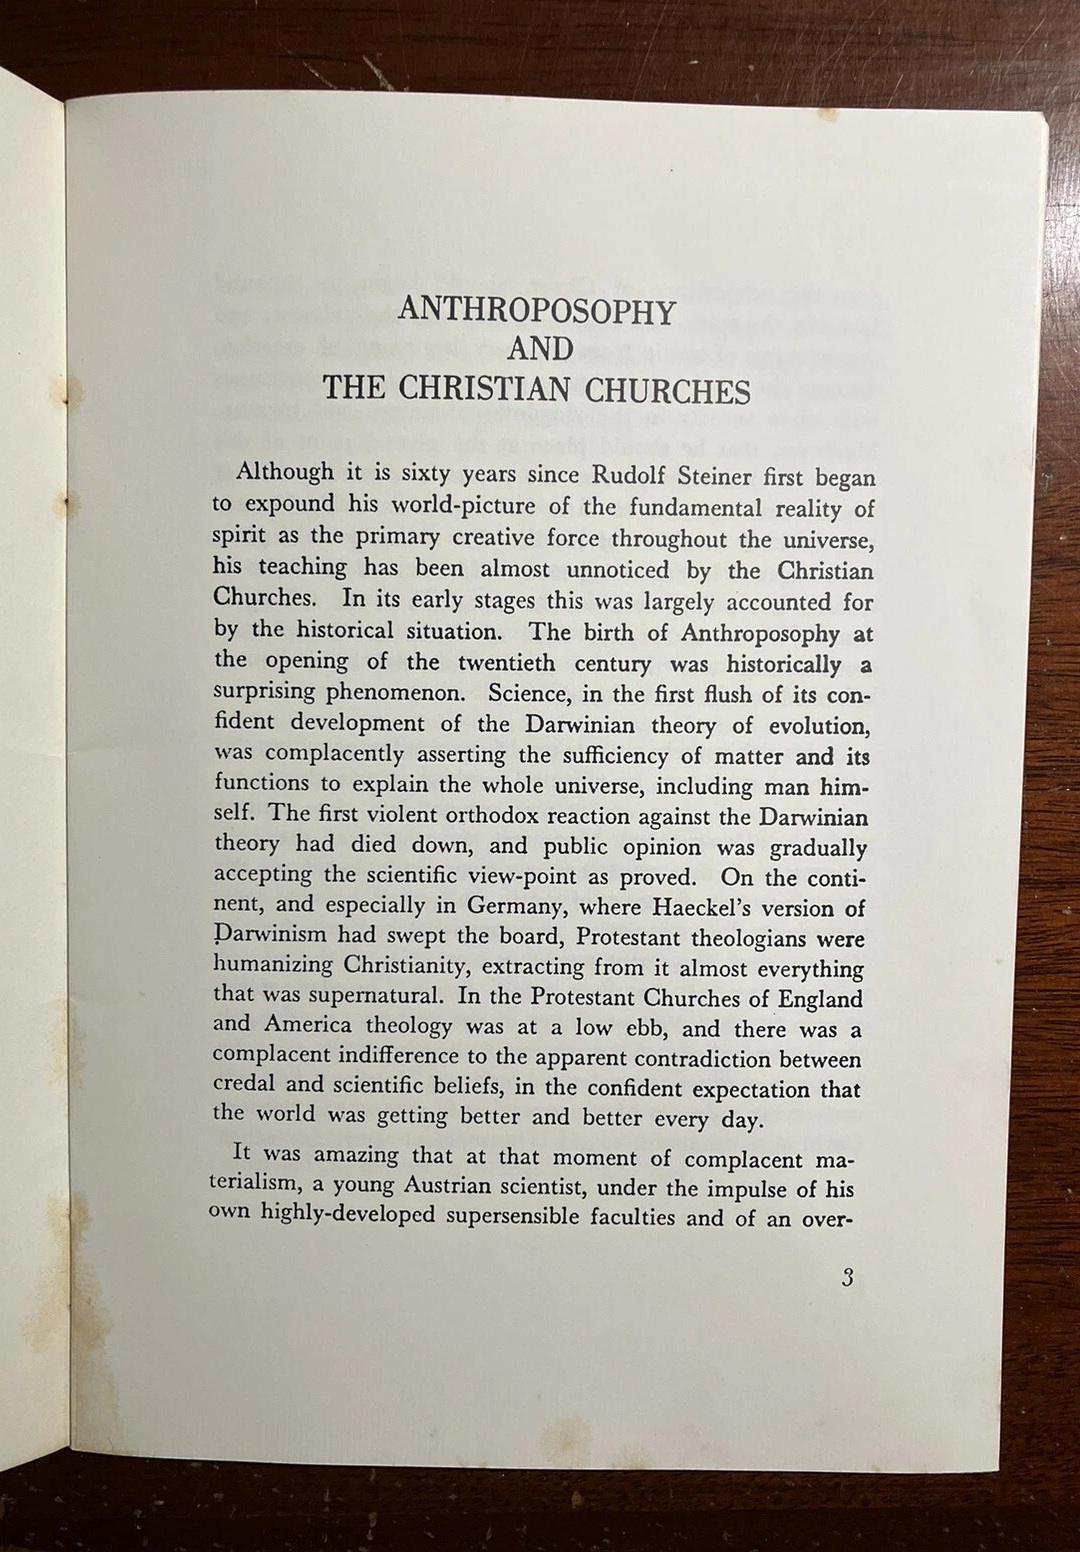 ANTHROPOSOPHY
AND
THE CHRISTIAN CHURCHES
Although it is sixty years since Rudolf Steiner first began
to expound his world-picture of the fundamental reality of
spirit as the primary creative force throughout the universe,
his teaching has been almost unnoticed by the Christian
Churches. In its early stages this was largely accounted for
by the historical situation. The birth of Anthroposophy at
the opening of the twentieth century was historically a
surprising phenomenon. Science, in the first flush of its con-
fident development of the Darwinian theory of evolution,
was complacently asserting the sufficiency of matter and its
functions to explain the whole universe, including man him-
self. The first violent orthodox reaction against the Darwinian
theory had died down, and public opinion was gradually
accepting the scientific view-point as proved. On the conti-
nent, and especially in Germany, where Haeckel's version of
Darwinism had swept the board, Protestant theologians were
humanizing Christianity, extracting from it almost everything
that was supernatural. In the Protestant Churches of England
and America theology was at a low ebb, and there was a
complacent indifference to the apparent contradiction between
credal and scientific beliefs, in the confident expectation that
the world was getting better and better every day.
It was amazing that at that moment of complacent ma-
terialism, a young Austrian scientist, under the impulse of his
own highly-developed supersensible faculties and of an over-
3